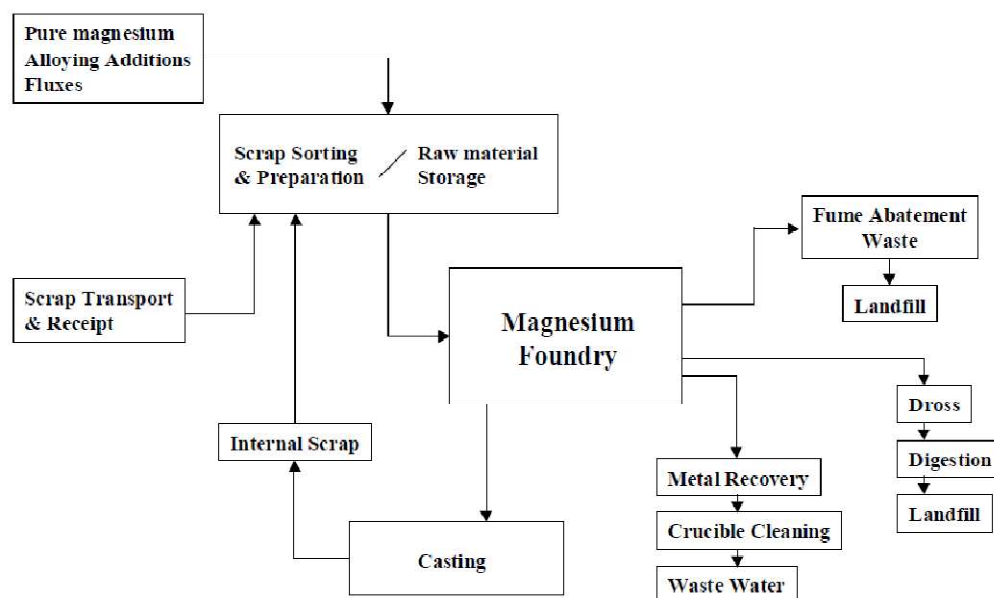 Pure magnesium
Alloying Additions
Fluxes
Scrap Sorting
& Preparation
/
Raw material
Storage
Fume Abatement
Waste
Landfill
Scrap Transport
& Receipt
Magnesium
Foundry
Dross
Digestion
Landfill
Internal Scrap
Metal Recovery
Crucible Cleaning
Waste Water
Casting